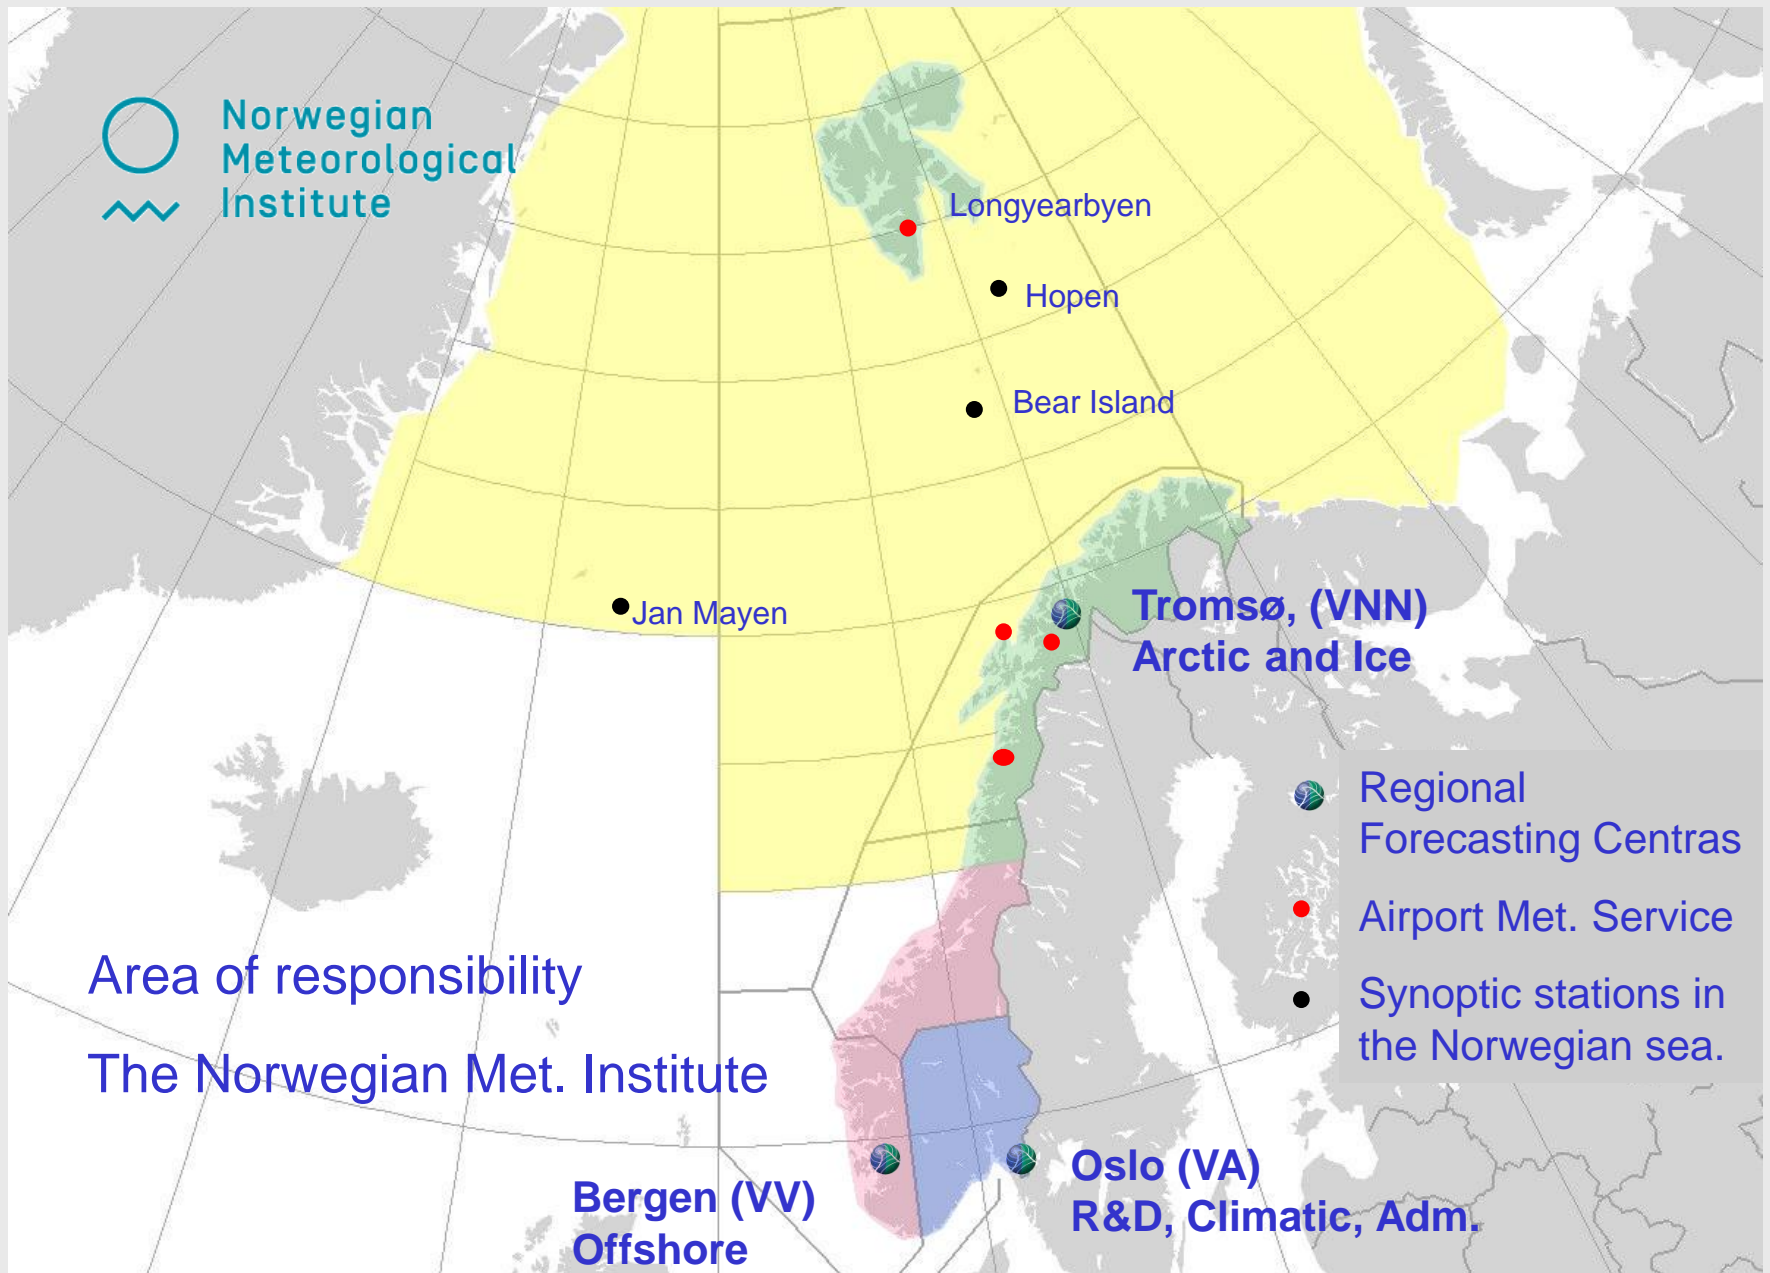 Norwegian
Meteorological
Institute
Longyearbyen
Hopen
Bear Island
Jan Mayen
Tromsø, (VNN)
Arctic and Ice
Regional
Forecasting Centras
Airport Met. Service
Synoptic stations in
the Norwegian sea.
Area of responsibility
The Norwegian Met. Institute
Bergen (VV)
Offshore
Oslo (VA)
R&D, Climatic, Adm.